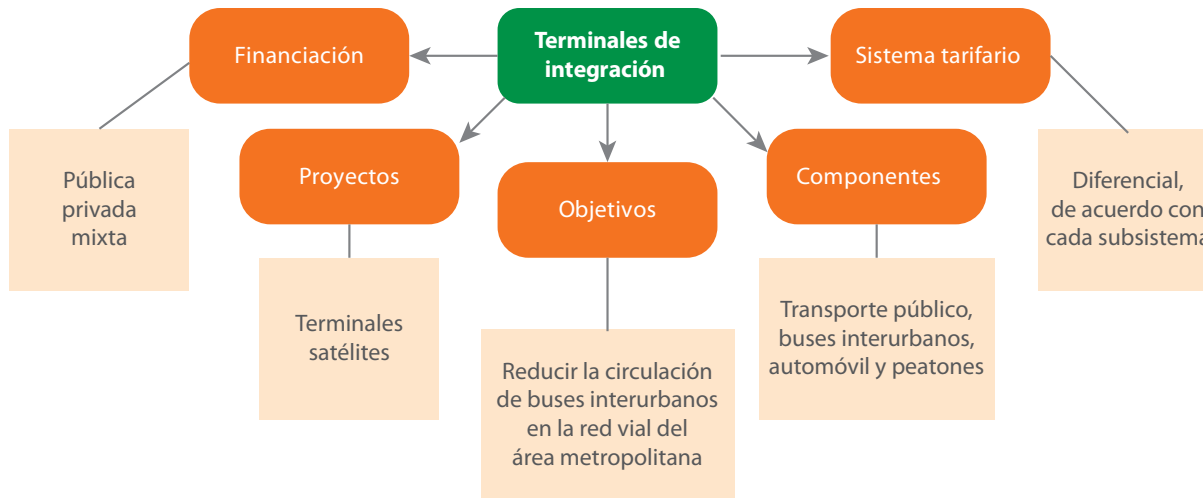 Terminales de
integración
Financiación
Sistema tarifario
Proyectos
Objetivos
Componentes
Pública
privada
mixta
Terminales
satélites
Reducir la circulación
de buses interurbanos
en la red vial del
área metropolitana
Transporte público,
buses interurbanos,
automóvil y peatones
Diferencial,
de acuerdo con
cada subsistema